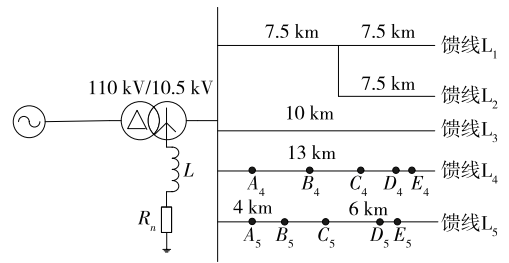 7.5 km 7.5 km 馈线L₁
110 kV/10.5 kV 7.5 km 馈线L₂
10 km 馈线L₃
13 km 馈线L₄
L A₄ B₄ C₄ D₄ E₄
4 km 6 km 馈线L₅
Rₙ A₅ B₅ C₅ D₅ E₅